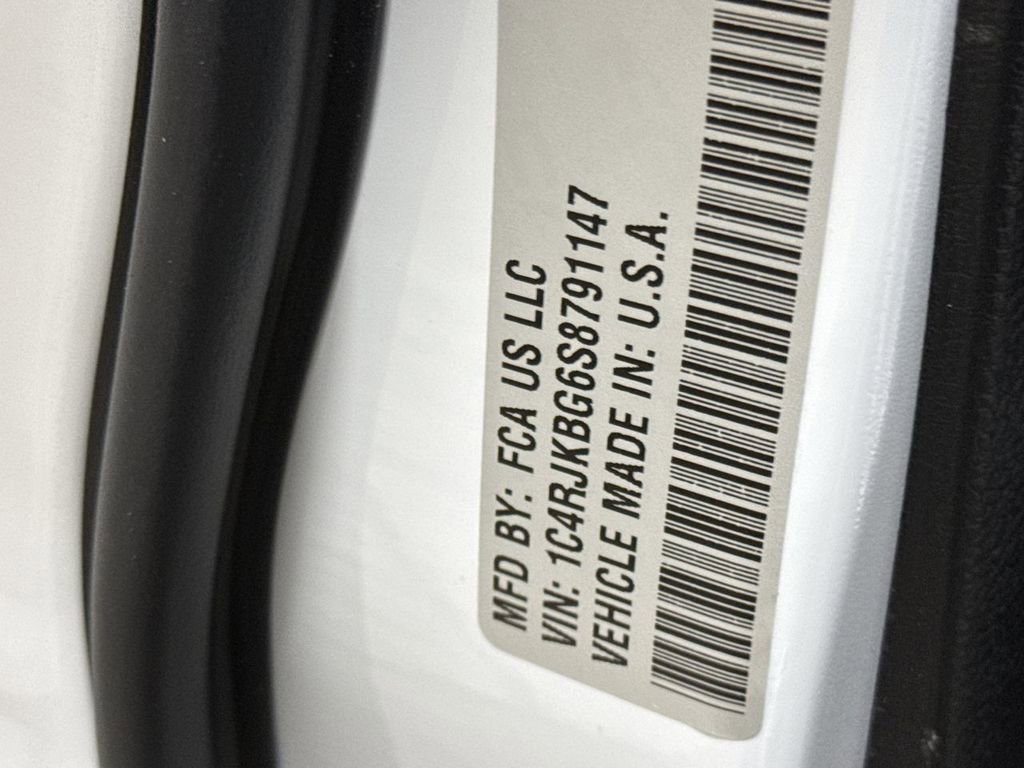 MFD BY: FCA US LLC
VIN: 1C4RJKBG6S8791147
VEHICLE MADE IN: U.S.A.